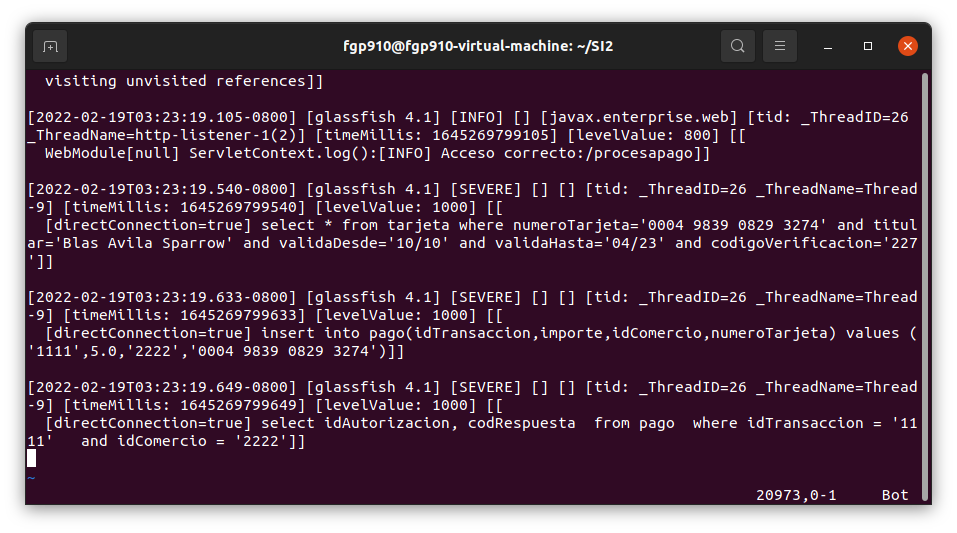 fgp910@fgp910-virtual-machine: ~/SI2
  visiting unvisited references]]
[2022-02-19T03:23:19.105-0800] [glassfish 4.1] [INFO] [] [javax.enterprise.web] [tid: _ThreadID=26
_ThreadName=http-listener-1(2)] [timeMillis: 1645269799105] [levelValue: 800] [[
  WebModule[null] ServletContext.log():[INFO] Acceso correcto:/procesapago]]
[2022-02-19T03:23:19.540-0800] [glassfish 4.1] [SEVERE] [] [] [tid: _ThreadID=26 _ThreadName=Thread
-9] [timeMillis: 1645269799540] [levelValue: 1000] [[
  [directConnection=true] select * from tarjeta where numeroTarjeta='0004 9839 0829 3274' and titul
ar='Blas Avila Sparrow' and validaDesde='10/10' and validaHasta='04/23' and codigoVerificacion='227
']]
[2022-02-19T03:23:19.633-0800] [glassfish 4.1] [SEVERE] [] [] [tid: _ThreadID=26 _ThreadName=Thread
-9] [timeMillis: 1645269799633] [levelValue: 1000] [[
  [directConnection=true] insert into pago(idTransaccion,importe,idComercio,numeroTarjeta) values (
'1111',5.0,'2222','0004 9839 0829 3274')]]
[2022-02-19T03:23:19.649-0800] [glassfish 4.1] [SEVERE] [] [] [tid: _ThreadID=26 _ThreadName=Thread
-9] [timeMillis: 1645269799649] [levelValue: 1000] [[
  [directConnection=true] select idAutorizacion, codRespuesta  from pago  where idTransaccion = '11
11'   and idComercio = '2222']]
~
20973,0-1     Bot